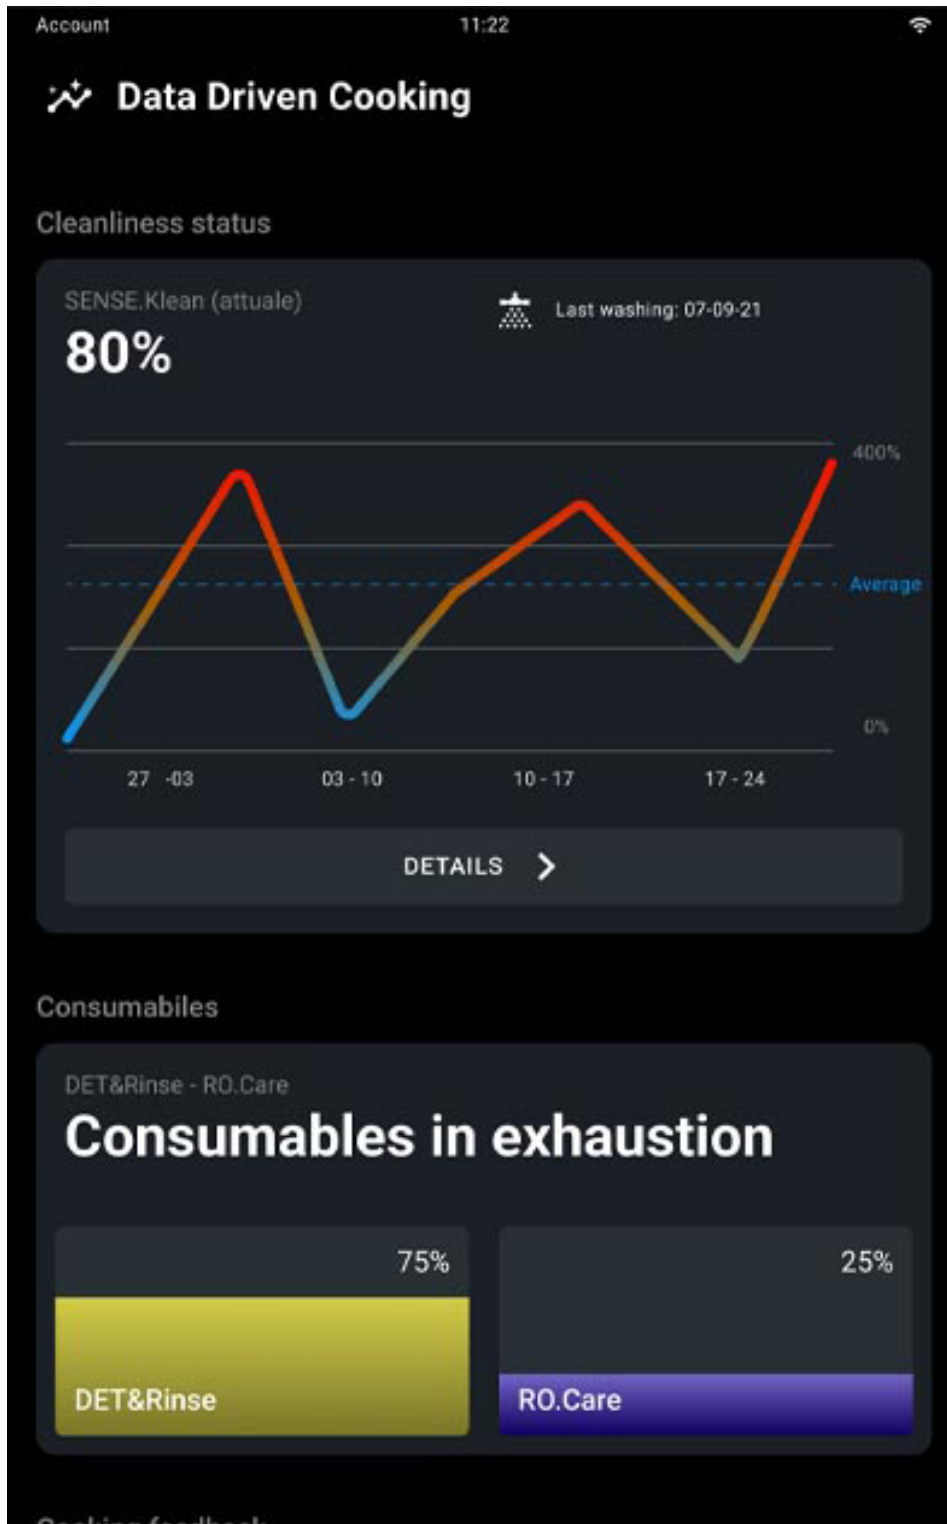 Account 11:22
Data Driven Cooking
Cleanliness status
SENSE.Klean (attuale)
80%
Last washing: 07-09-21
400%
Average
0%
27 -03 03 - 10 10 - 17 17 - 24
DETAILS
Consumabiles
DET&Rinse - RO.Care
Consumables in exhaustion
75%
DET&Rinse
25%
RO.Care
Cooking feedback